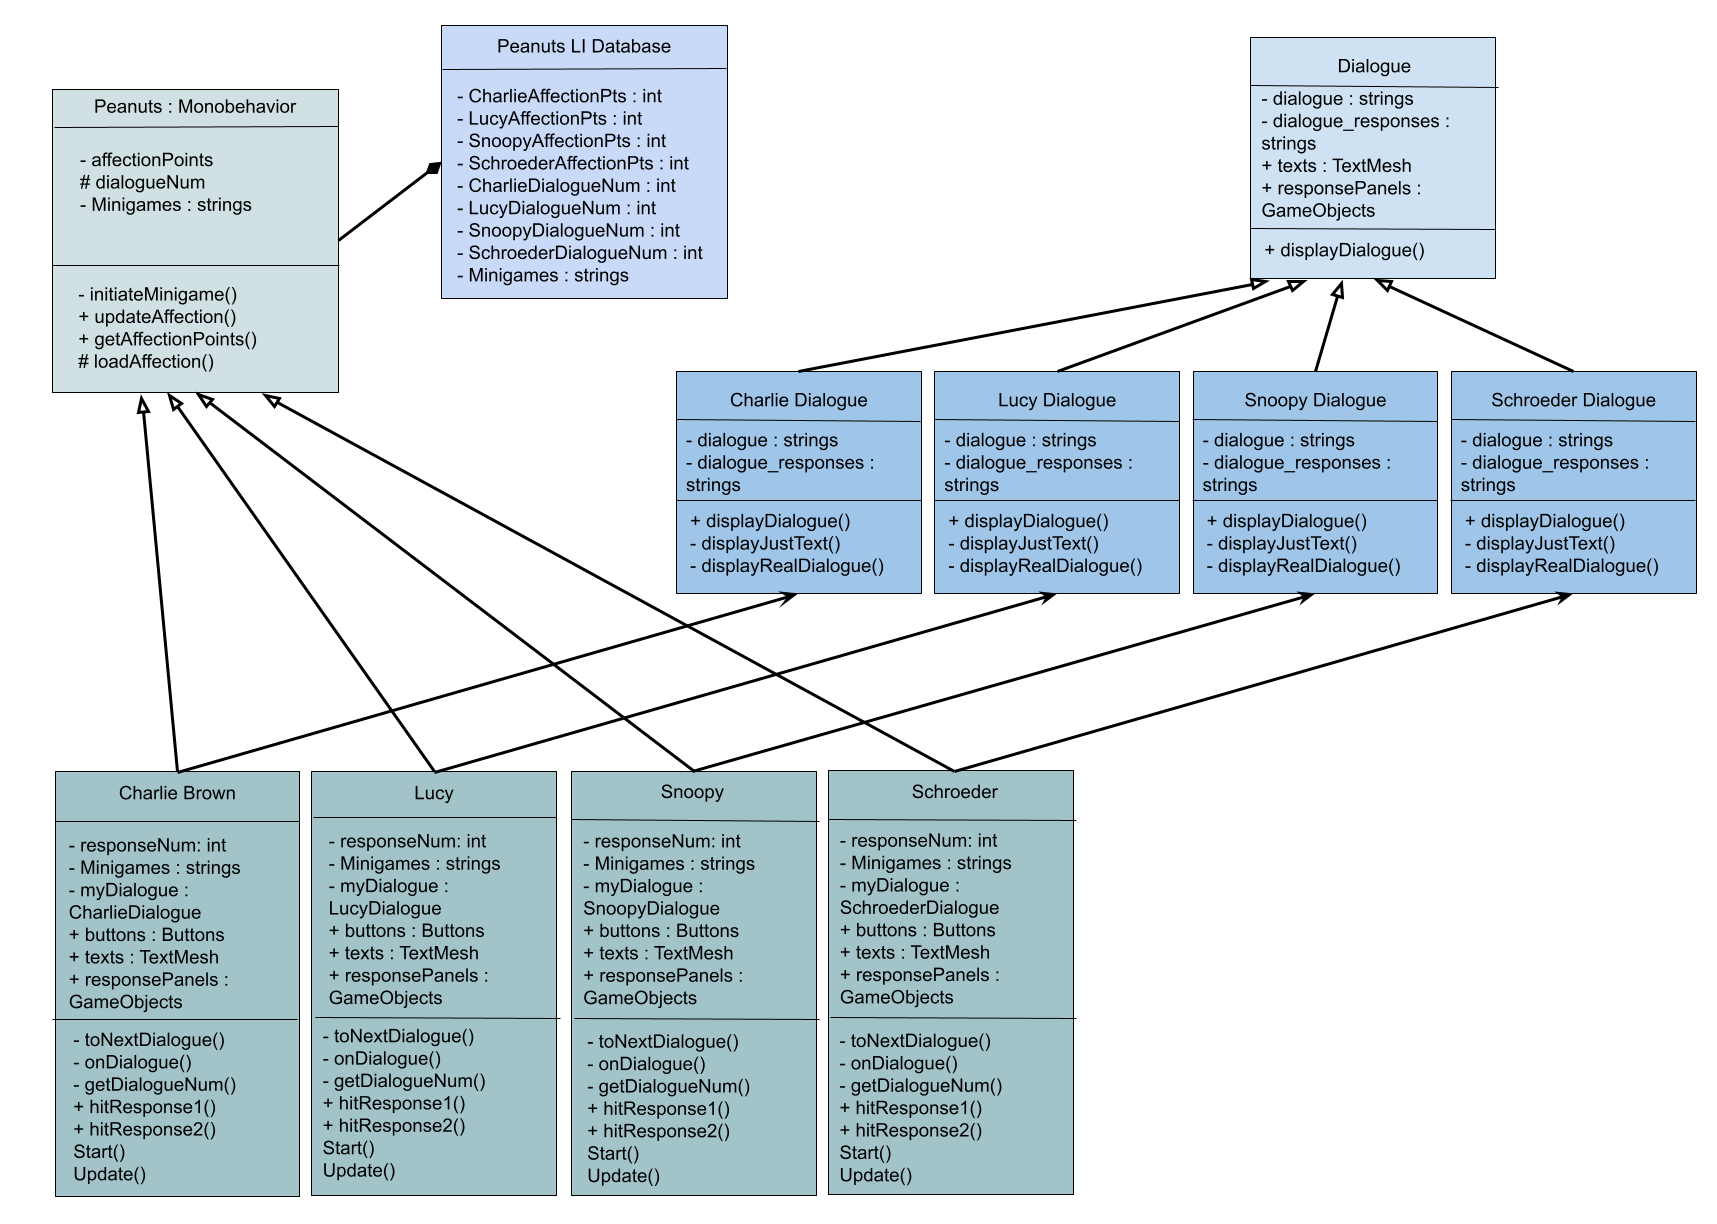 Peanuts LI Database
- CharlieAffectionPts : int
- LucyAffectionPts : int
- SnoopyAffectionPts : int
- SchroederAffectionPts : int
- CharlieDialogueNum : int
- LucyDialogueNum : int
- SnoopyDialogueNum : int
- SchroederDialogueNum : int
- Minigames : strings
Peanuts : Monobehavior
- affectionPoints
# dialogueNum
- Minigames : strings
- initiateMinigame()
+ updateAffection()
+ getAffectionPoints()
# loadAffection()
Dialogue
- dialogue : strings
- dialogue_responses :
strings
+ texts : TextMesh
+ responsePanels :
GameObjects
+ displayDialogue()
Charlie Dialogue
- dialogue : strings
- dialogue_responses :
strings
+ displayDialogue()
- displayJustText()
- displayRealDialogue()
Lucy Dialogue
- dialogue : strings
- dialogue_responses :
strings
+ displayDialogue()
- displayJustText()
- displayRealDialogue()
Snoopy Dialogue
- dialogue : strings
- dialogue_responses :
strings
+ displayDialogue()
- displayJustText()
- displayRealDialogue()
Schroeder Dialogue
- dialogue : strings
- dialogue_responses :
strings
+ displayDialogue()
- displayJustText()
- displayRealDialogue()
Charlie Brown
- responseNum: int
- Minigames : strings
- myDialogue :
CharlieDialogue
+ buttons : Buttons
+ texts : TextMesh
+ responsePanels :
GameObjects
- toNextDialogue()
- onDialogue()
- getDialogueNum()
+ hitResponse1()
+ hitResponse2()
Start()
Update()
Lucy
- responseNum: int
- Minigames : strings
- myDialogue :
LucyDialogue
+ buttons : Buttons
+ texts : TextMesh
+ responsePanels :
GameObjects
- toNextDialogue()
- onDialogue()
- getDialogueNum()
+ hitResponse1()
+ hitResponse2()
Start()
Update()
Snoopy
- responseNum: int
- Minigames : strings
- myDialogue :
SnoopyDialogue
+ buttons : Buttons
+ texts : TextMesh
+ responsePanels :
GameObjects
- toNextDialogue()
- onDialogue()
- getDialogueNum()
+ hitResponse1()
+ hitResponse2()
Start()
Update()
Schroeder
- responseNum: int
- Minigames : strings
- myDialogue :
SchroederDialogue
+ buttons : Buttons
+ texts : TextMesh
+ responsePanels :
GameObjects
- toNextDialogue()
- onDialogue()
- getDialogueNum()
+ hitResponse1()
+ hitResponse2()
Start()
Update()